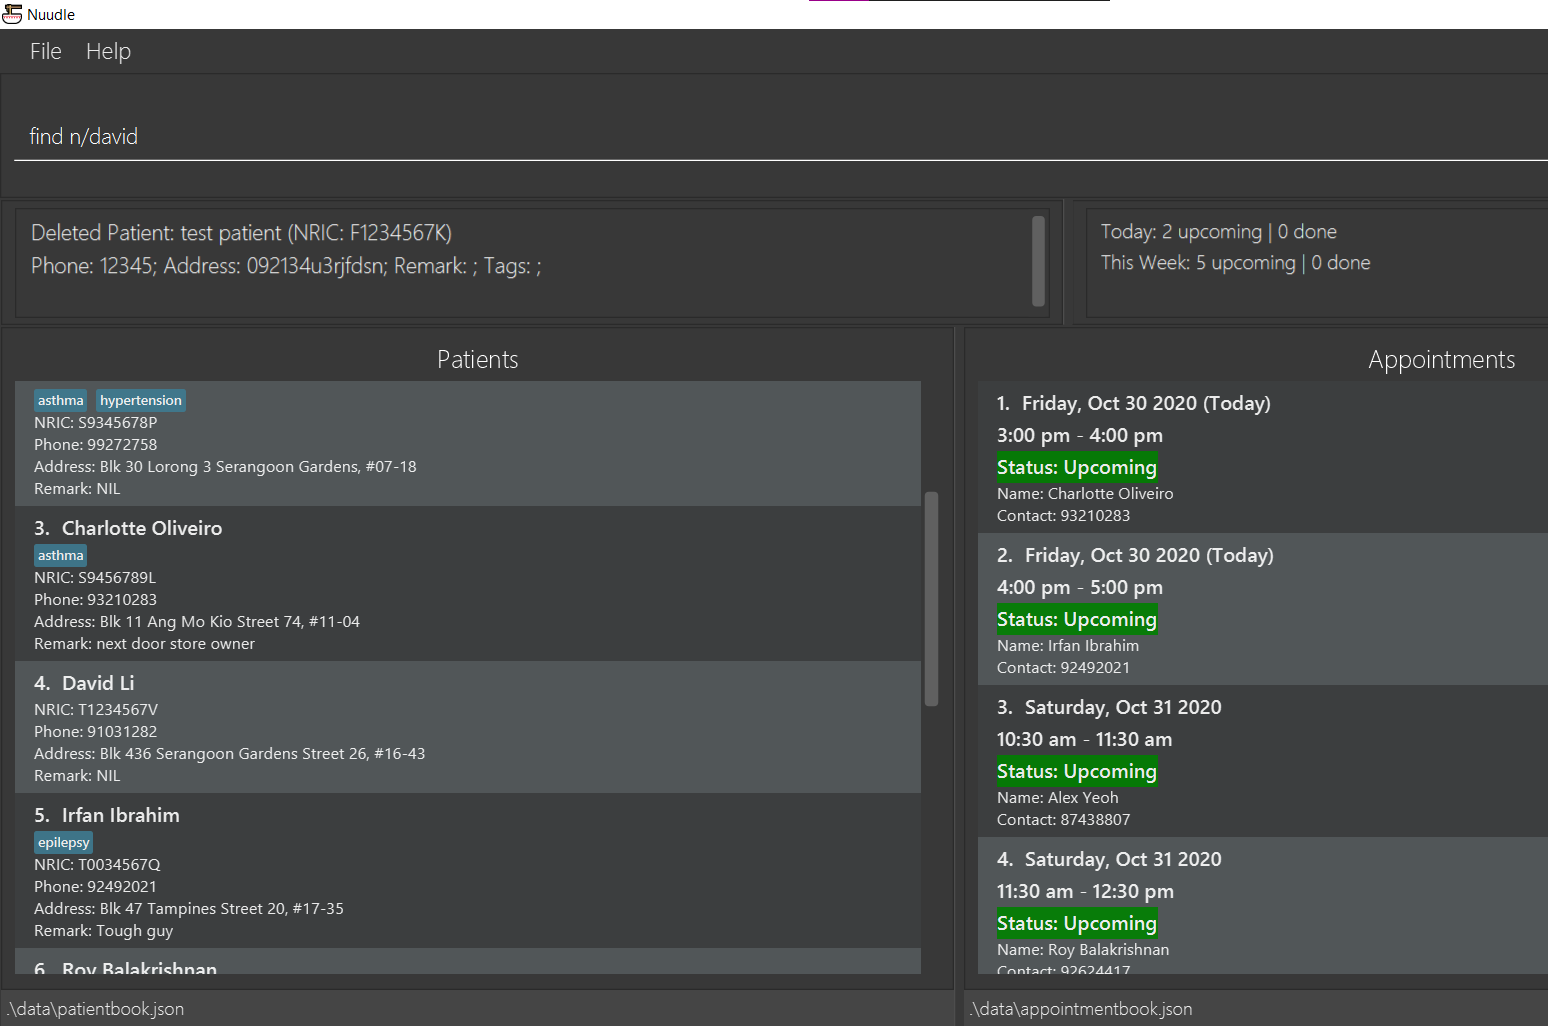 Nuudle
File Help
find n/david
Deleted Patient: test patient (NRIC: F1234567K)
Phone: 12345; Address: 092134u3rjfdsn; Remark: ; Tags: ;
Today: 2 upcoming | 0 done
This Week: 5 upcoming | 0 done
Patients
asthma hypertension
NRIC: S9345678P
Phone: 99272758
Address: Blk 30 Lorong 3 Serangoon Gardens, #07-18
Remark: NIL
3. Charlotte Oliveiro
asthma
NRIC: S9456789L
Phone: 93210283
Address: Blk 11 Ang Mo Kio Street 74, #11-04
Remark: next door store owner
4. David Li
NRIC: T1234567V
Phone: 91031282
Address: Blk 436 Serangoon Gardens Street 26, #16-43
Remark: NIL
5. Irfan Ibrahim
epilepsy
NRIC: T0034567Q
Phone: 92492021
Address: Blk 47 Tampines Street 20, #17-35
Remark: Tough guy
6. Roy Balakrishnan
Appointments
1. Friday, Oct 30 2020 (Today)
3:00 pm - 4:00 pm
Status: Upcoming
Name: Charlotte Oliveiro
Contact: 93210283
2. Friday, Oct 30 2020 (Today)
4:00 pm - 5:00 pm
Status: Upcoming
Name: Irfan Ibrahim
Contact: 92492021
3. Saturday, Oct 31 2020
10:30 am - 11:30 am
Status: Upcoming
Name: Alex Yeoh
Contact: 87438807
4. Saturday, Oct 31 2020
11:30 am - 12:30 pm
Status: Upcoming
Name: Roy Balakrishnan
Contact: 92624417
.\data\patientbook.json
.\data\appointmentbook.json